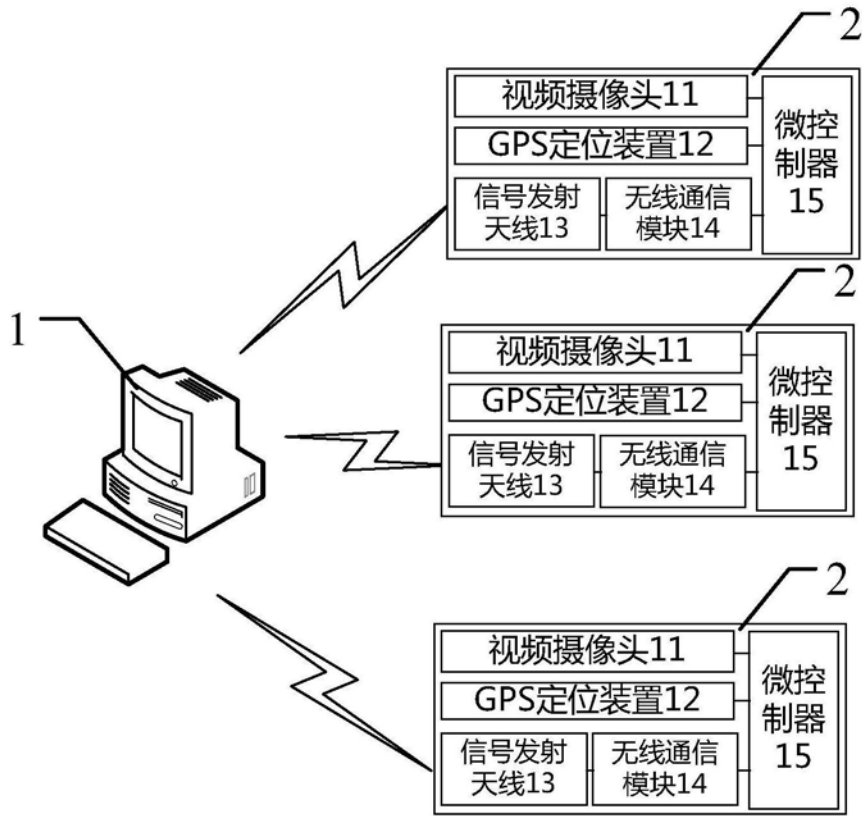 2
视频摄像头11
GPS定位装置12
信号发射
天线13
无线通信
模块14
微控
制器
15
1
2
视频摄像头11
GPS定位装置12
信号发射
天线13
无线通信
模块14
微控
制器
15
2
视频摄像头11
GPS定位装置12
信号发射
天线13
无线通信
模块14
微控
制器
15